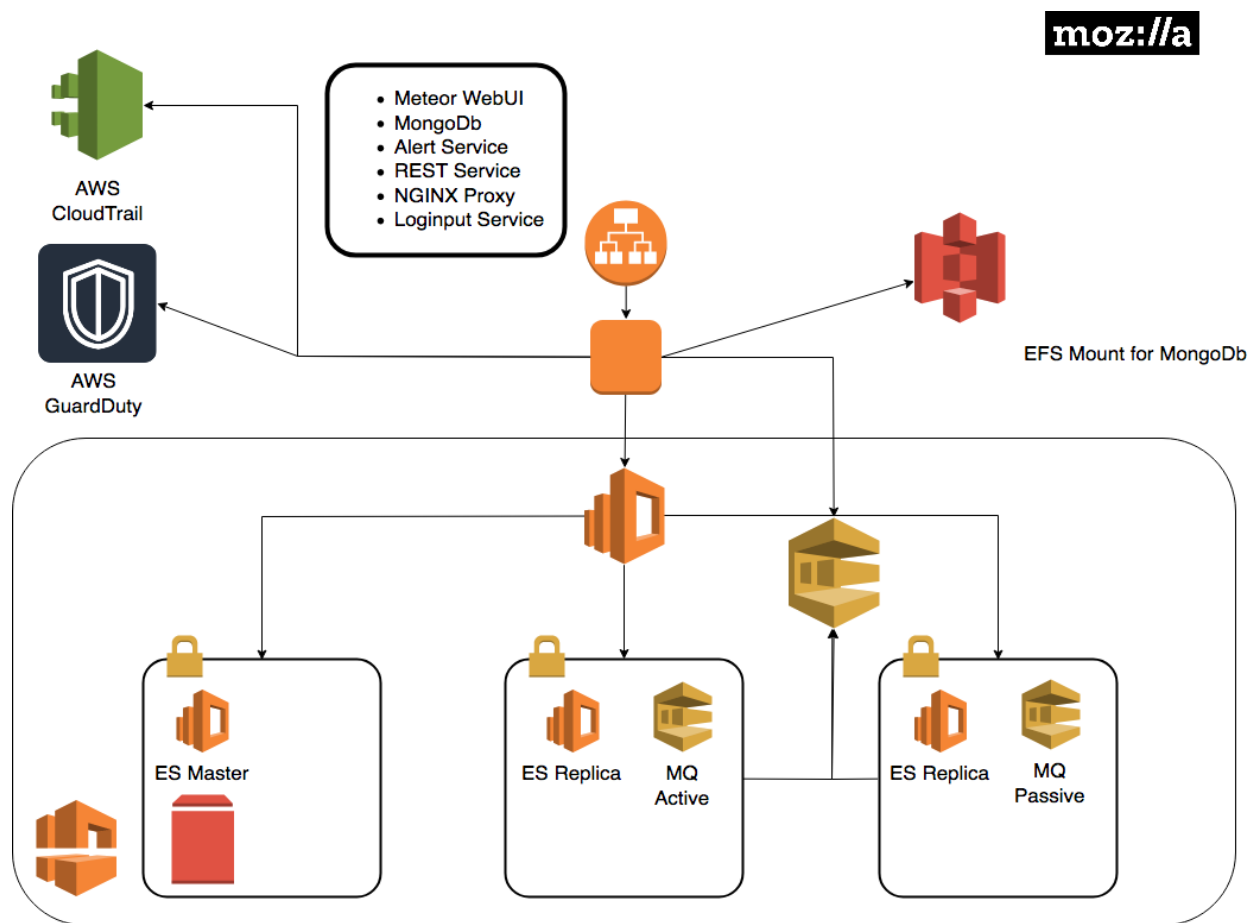 moz://a
• Meteor WebUI
• MongoDb
• Alert Service
• REST Service
• NGINX Proxy
• Loginput Service
AWS
CloudTrail
AWS
GuardDuty
EFS Mount for MongoDb
ES Master
ES Replica
MQ
Active
ES Replica
MQ
Passive